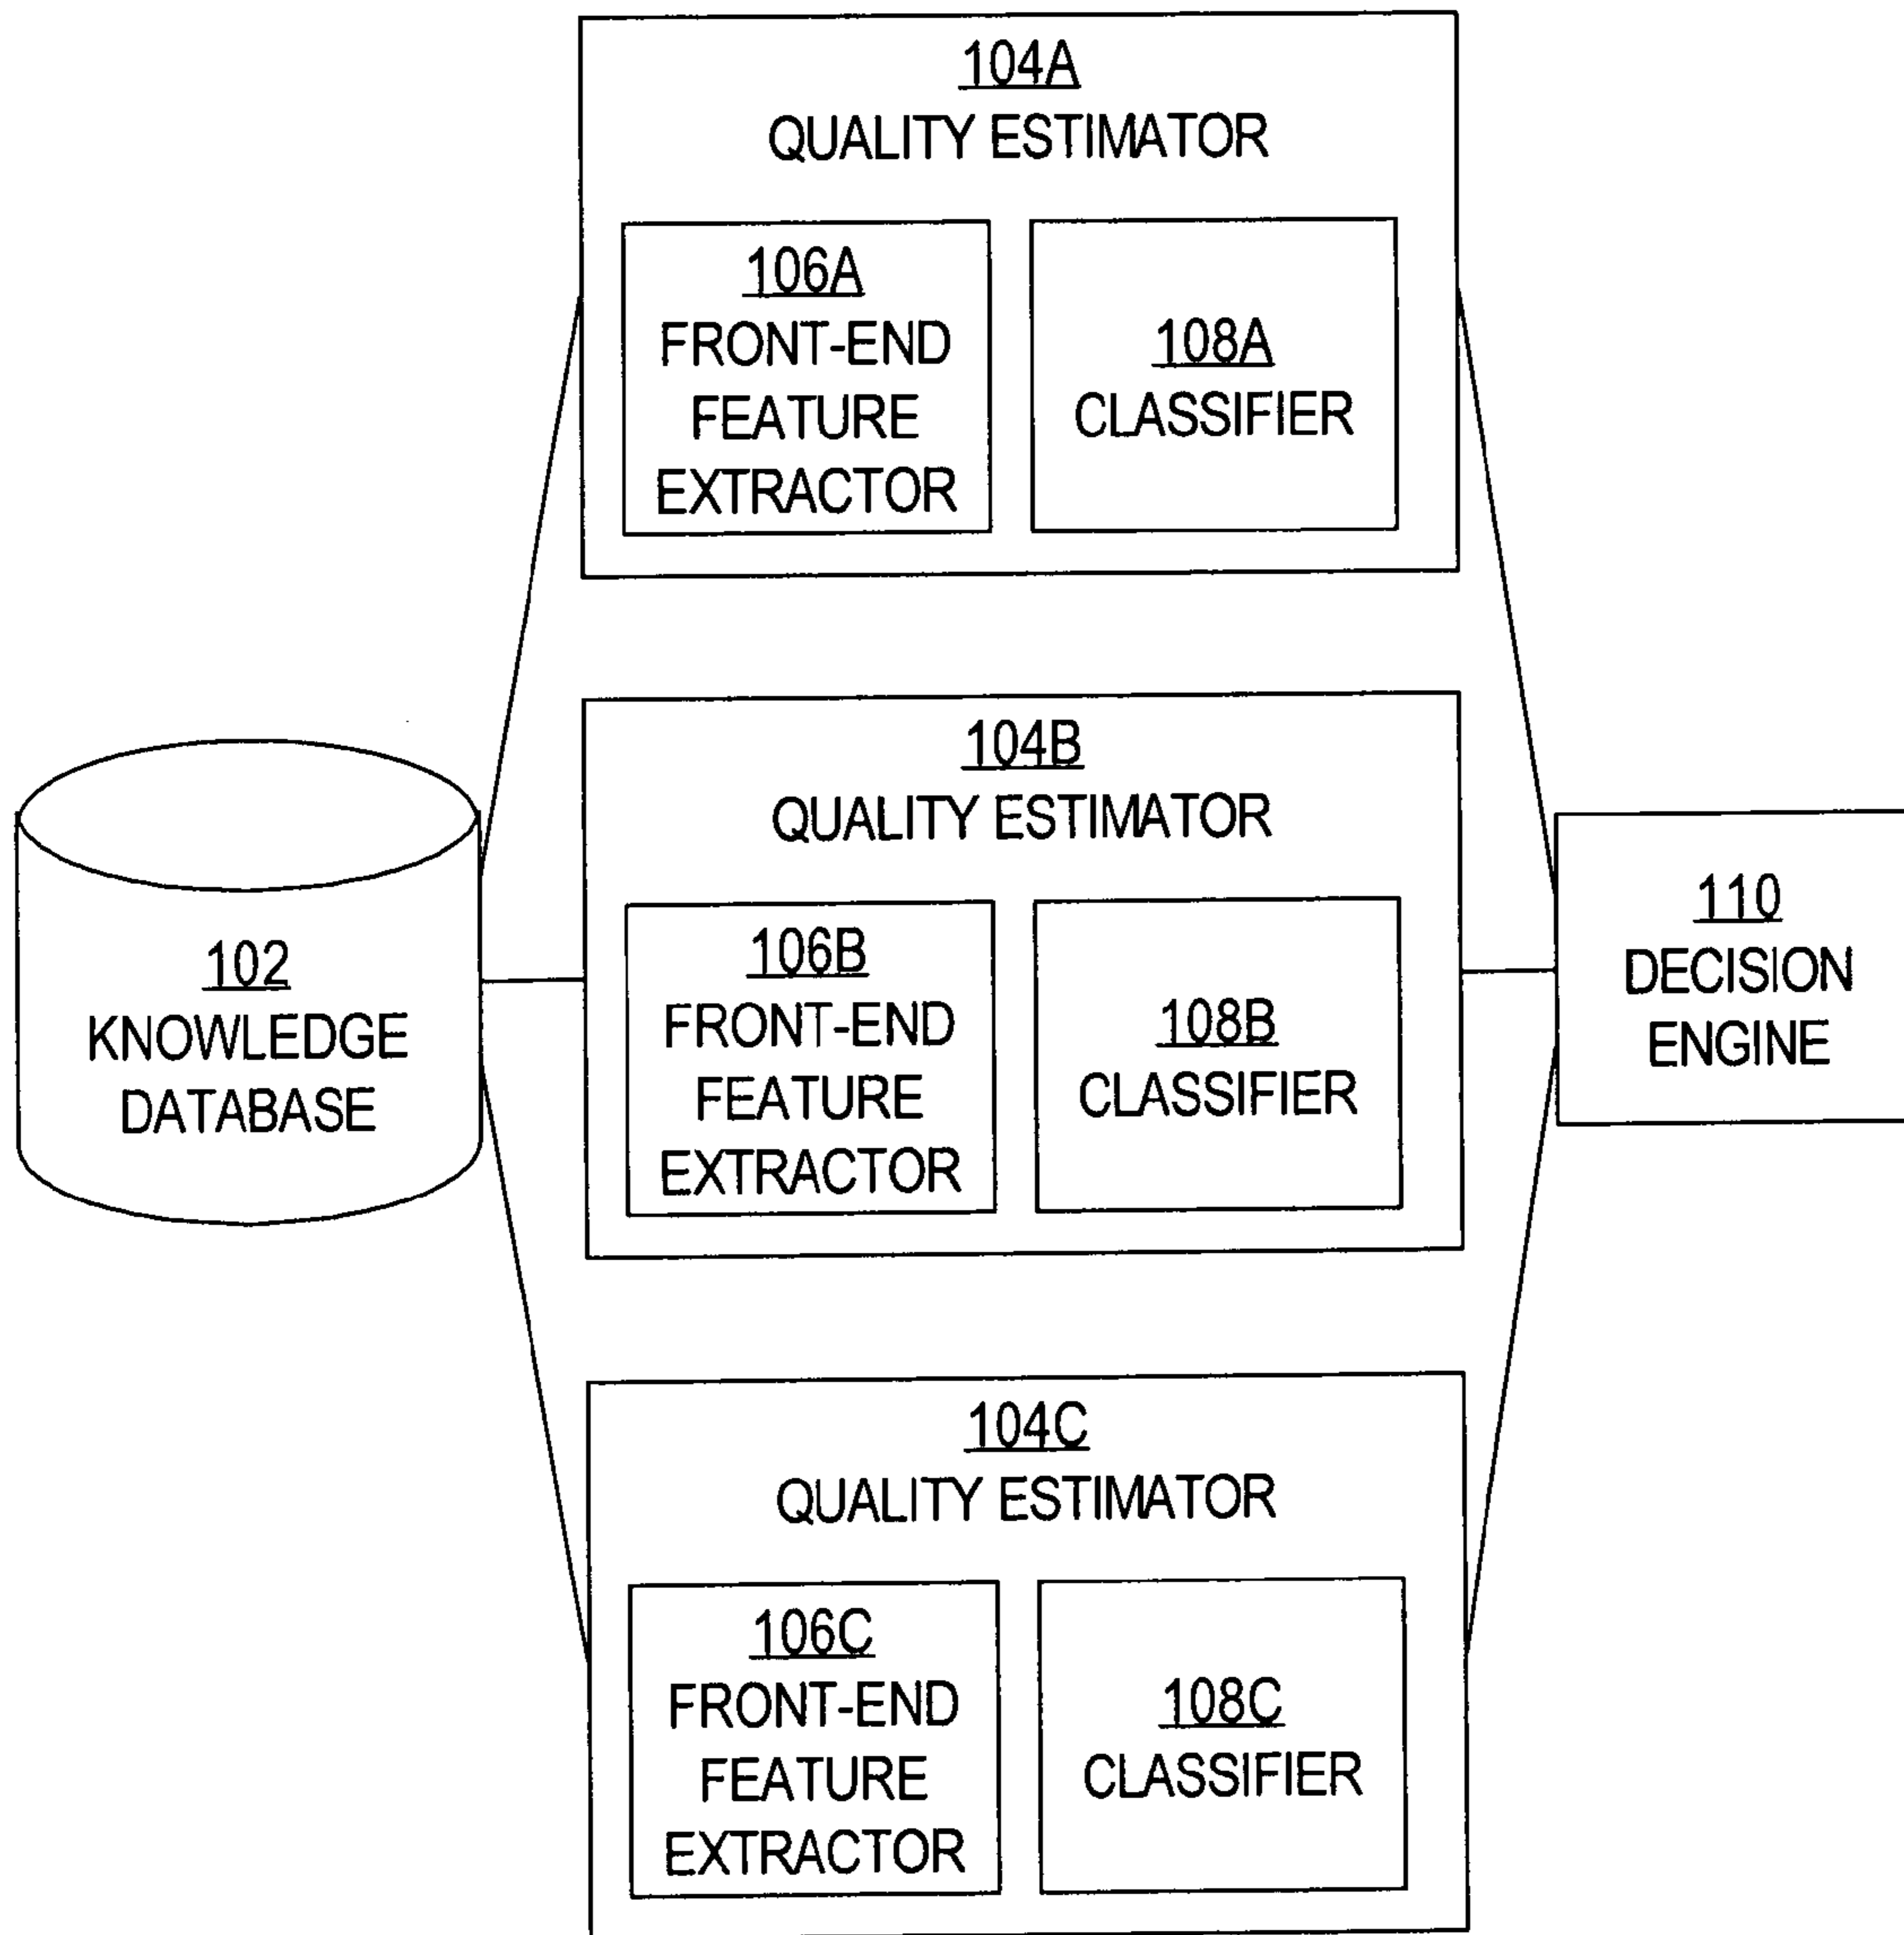 104A
QUALITY ESTIMATOR
106A
FRONT-END
FEATURE
EXTRACTOR
108A
CLASSIFIER
102
KNOWLEDGE
DATABASE
104B
QUALITY ESTIMATOR
106B
FRONT-END
FEATURE
EXTRACTOR
108B
CLASSIFIER
110
DECISION
ENGINE
104C
QUALITY ESTIMATOR
106C
FRONT-END
FEATURE
EXTRACTOR
108C
CLASSIFIER